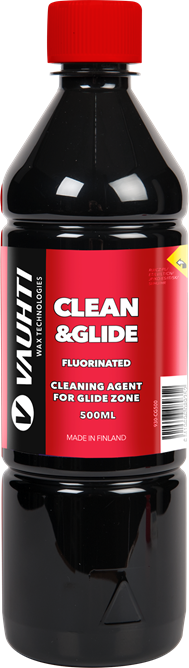 VAUHTI
WAX TECHNOLOGIES
CLEAN
&GLIDE
FLUORINATED
CLEANING AGENT
FOR GLIDE ZONE
500ML
MADE IN FINLAND